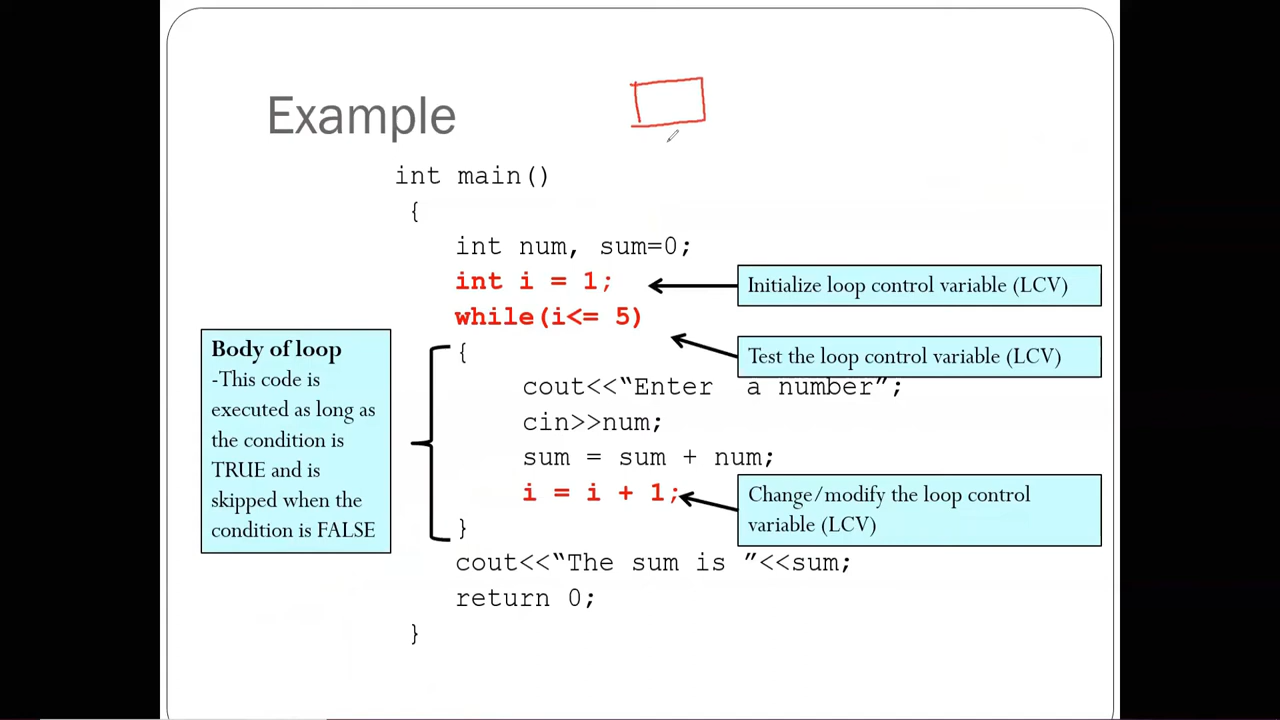 Example
int main()
{
int num, sum=0;
int i = 1;
Initialize loop control variable (LCV)
while(i<= 5)
Test the loop control variable (LCV)
{
cout<<“Enter  a number”;
cin>>num;
sum = sum + num;
i = i + 1;
Change/modify the loop control
variable (LCV)
}
Body of loop
-This code is
executed as long as
the condition is
TRUE and is
skipped when the
condition is FALSE
cout<<“The sum is ”<<sum;
return 0;
}